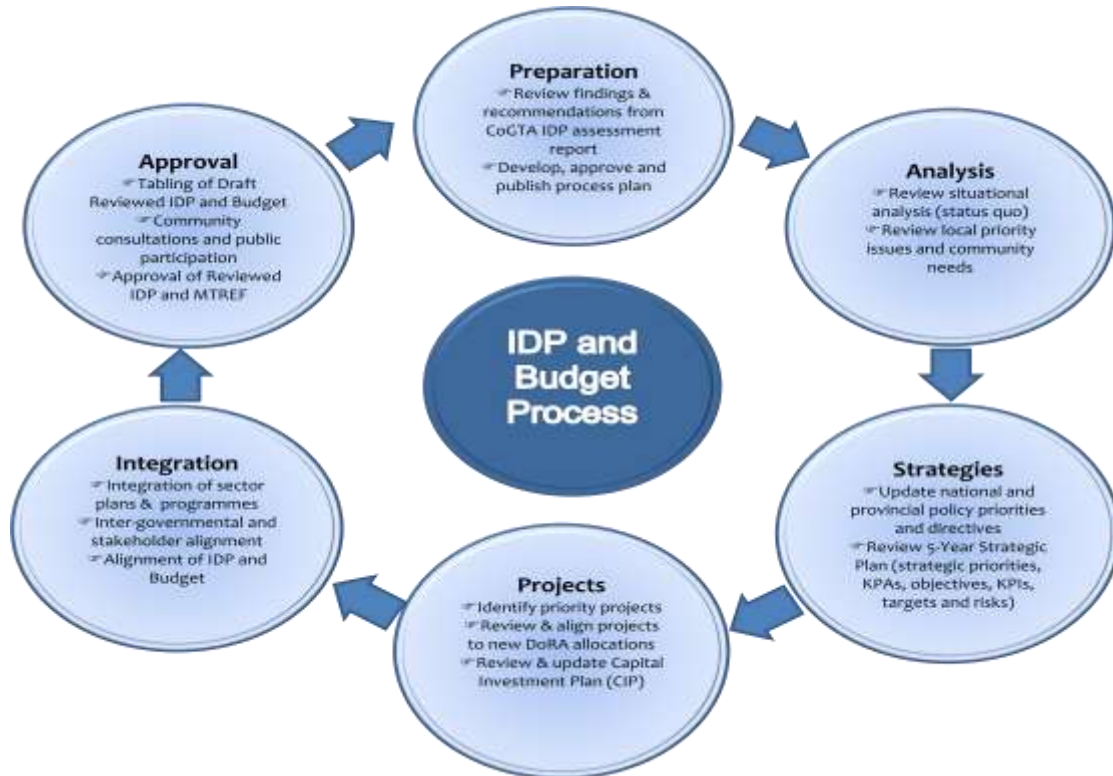 Preparation
☞Review findings &
recommendations from
CoGTA IDP assessment
report
☞Develop, approve and
publish process plan
Analysis
☞Review situational
analysis (status quo)
☞Review local priority
issues and community
needs
Strategies
☞Update national and
provincial policy priorities
and directives
☞Review 5-Year Strategic
Plan (strategic priorities,
KPAs, objectives, KPIs,
targets and risks)
Projects
☞Identify priority projects
☞Review & align projects
to new DoRA allocations
☞Review & update Capital
Investment Plan (CIP)
Integration
☞Integration of sector
plans & programmes
☞Inter-governmental and
stakeholder alignment
☞Alignment of IDP and
Budget
Approval
☞Tabling of Draft
Reviewed IDP and Budget
☞Community
consultations and public
participation
☞Approval of Reviewed
IDP and MTREF
IDP and
Budget
Process